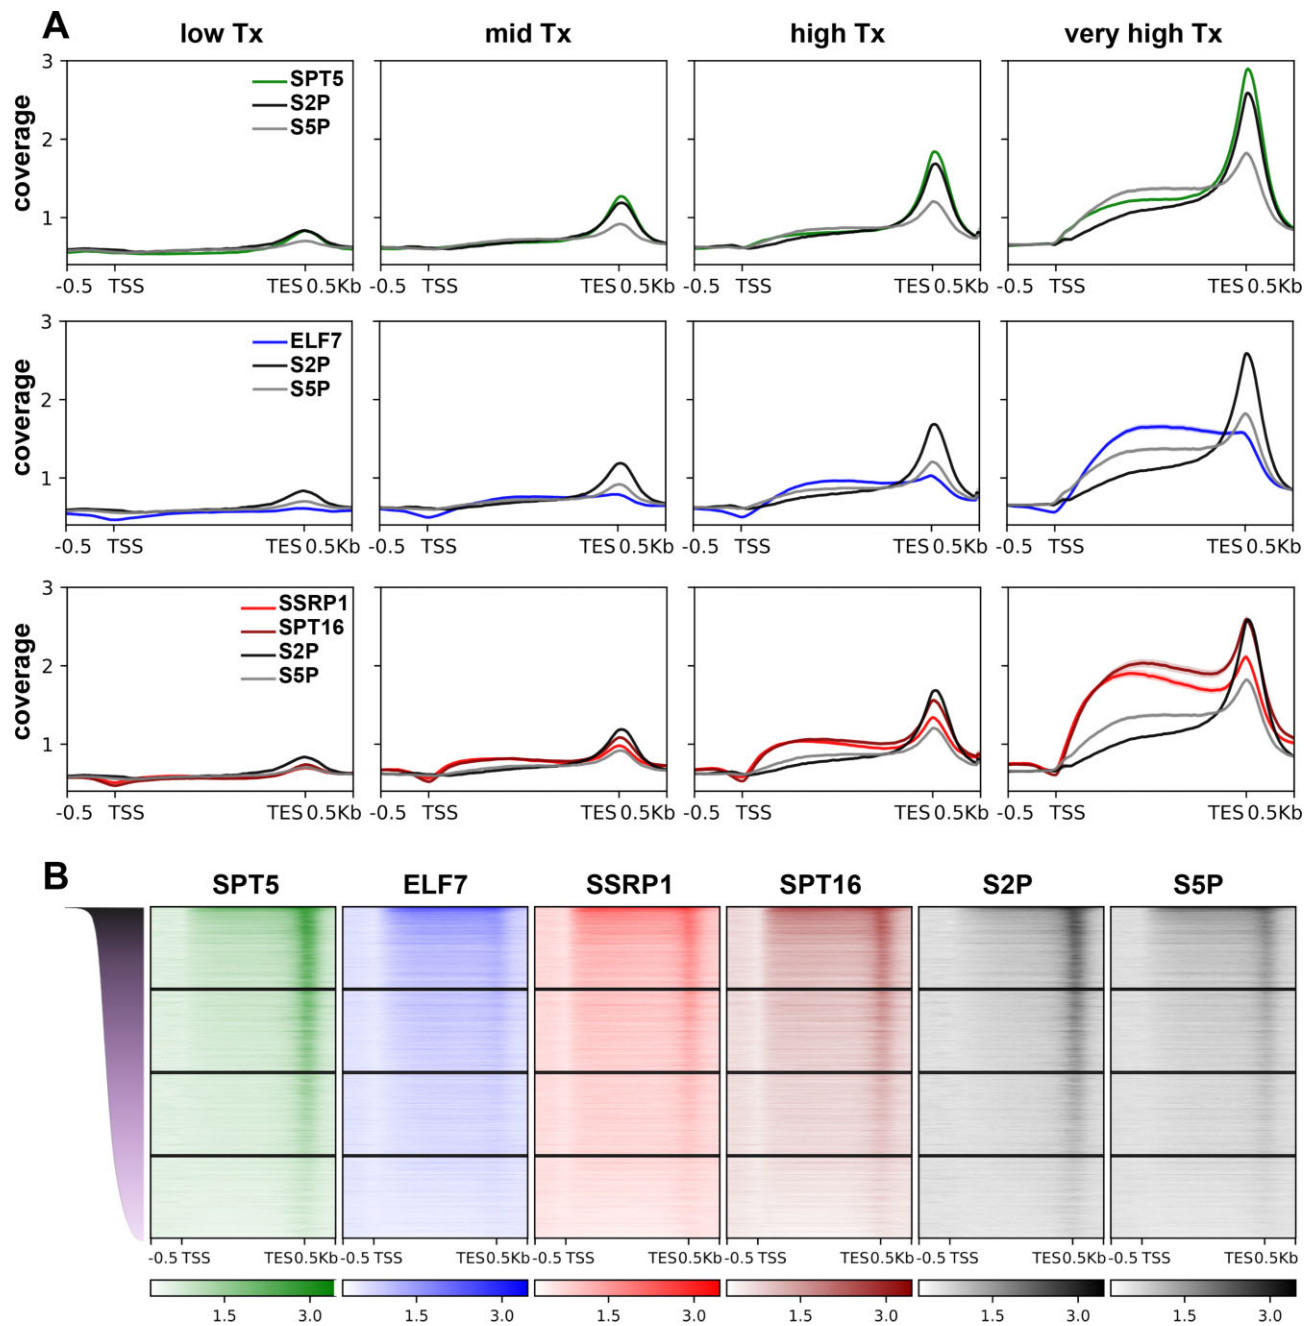 A
low Tx mid Tx high Tx very high Tx
coverage
3
2
1
SPT5
S2P
S5P
-0.5 TSS TES 0.5Kb -0.5 TSS TES 0.5Kb -0.5 TSS TES 0.5Kb -0.5 TSS TES 0.5Kb
coverage
3
2
1
ELF7
S2P
S5P
-0.5 TSS TES 0.5Kb -0.5 TSS TES 0.5Kb -0.5 TSS TES 0.5Kb -0.5 TSS TES 0.5Kb
coverage
3
2
1
SSRP1
SPT16
S2P
S5P
-0.5 TSS TES 0.5Kb -0.5 TSS TES 0.5Kb -0.5 TSS TES 0.5Kb -0.5 TSS TES 0.5Kb
B
SPT5 ELF7 SSRP1 SPT16 S2P S5P
-0.5 TSS TES0.5Kb -0.5 TSS TES0.5Kb -0.5 TSS TES0.5Kb -0.5 TSS TES0.5Kb -0.5 TSS TES0.5Kb -0.5 TSS TES0.5Kb
1.5 3.0 1.5 3.0 1.5 3.0 1.5 3.0 1.5 3.0 1.5 3.0